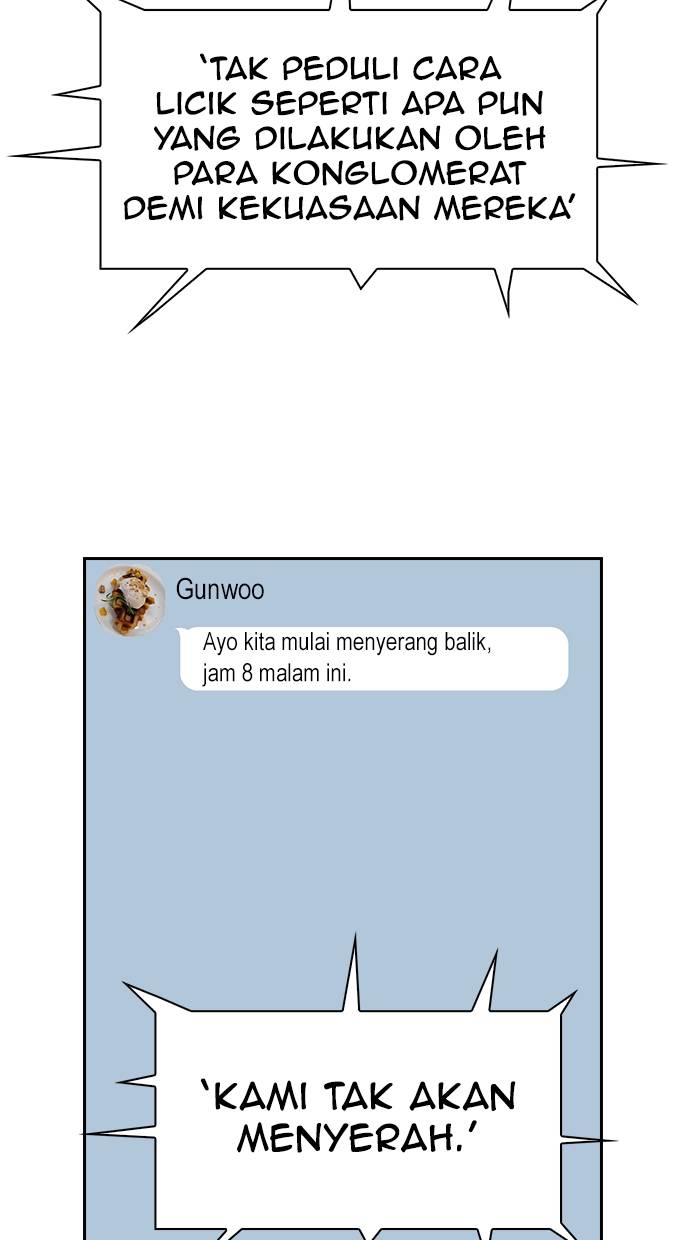 ‘TAK PEDULI CARA
LICIK SEPERTI APA PUN
YANG DILAKUKAN OLEH
PARA KONGLOMERAT
DEMI KEKUASAAN MEREKA’
Gunwoo
Ayo kita mulai menyerang balik,
jam 8 malam ini.
‘KAMI TAK AKAN
MENYERAH.’